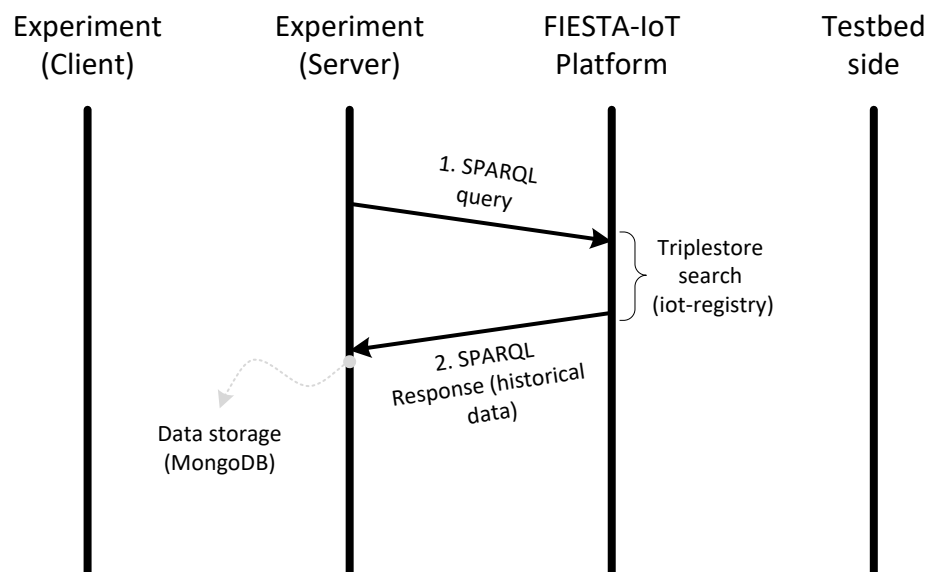 Experiment
(Client)
Experiment
(Server)
FIESTA-IoT
Platform
Testbed
side
1. SPARQL
query
Triplestore
search
(iot-registry)
2. SPARQL
Response (historical
data)
Data storage
(MongoDB)